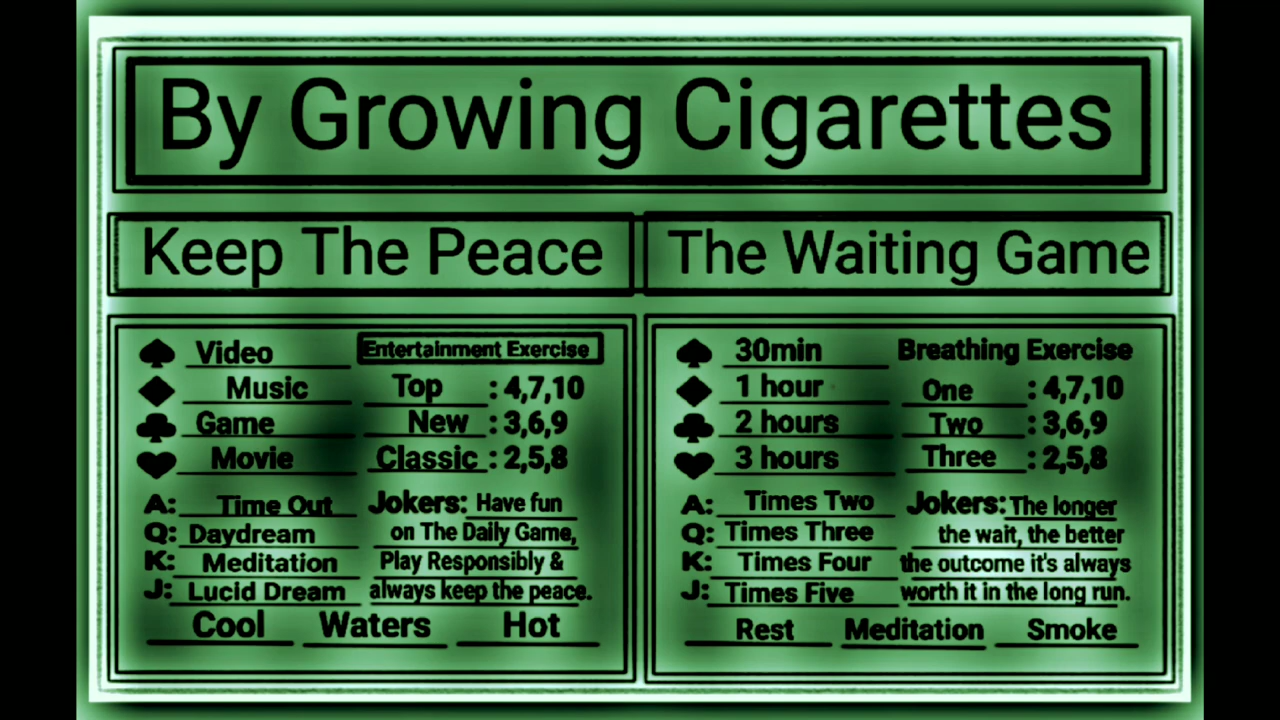 By Growing Cigarettes
Keep The Peace
Video Entertainment Exercise
Music Top : 4,7,10
Game New : 3,6,9
Movie Classic : 2,5,8
A: Time Out Jokers: Have fun
Q: Daydream on The Daily Game,
K: Meditation Play Responsibly &
J: Lucid Dream always keep the peace.
Cool Waters Hot
The Waiting Game
30min Breathing Exercise
1 hour One : 4,7,10
2 hours Two : 3,6,9
3 hours Three : 2,5,8
A: Times Two Jokers: The longer
Q: Times Three the wait, the better
K: Times Four the outcome it's always
J: Times Five worth it in the long run.
Rest Meditation Smoke